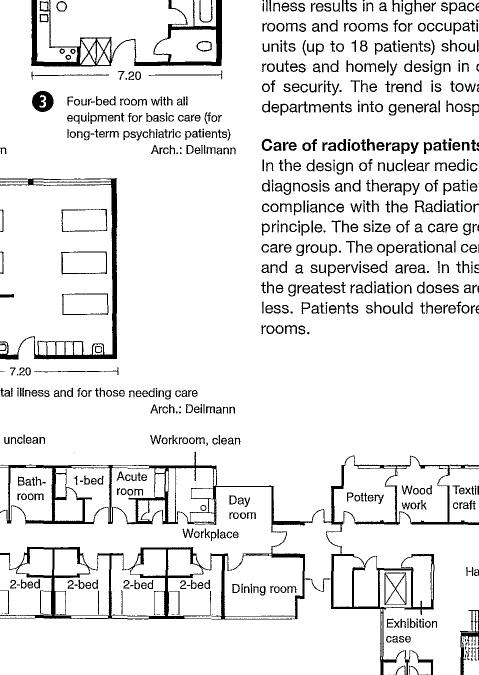 illness results in a higher space
rooms and rooms for occupati
units (up to 18 patients) shoul
routes and homely design in
of security. The trend is towa
departments into general hosp
7.20
3 Four-bed room with all
equipment for basic care (for
long-term psychiatric patients)
Arch.: Deilmann
Care of radiotherapy patients
In the design of nuclear medic
diagnosis and therapy of patie
compliance with the Radiation
principle. The size of a care gr
care group. The operational ce
and a supervised area. In this
the greatest radiation doses are
less. Patients should therefore
rooms.
7.20
tal illness and for those needing care
Arch.: Deilmann
unclean
Workroom, clean
Bath-
room
1-bed
Acute
room
Day
room
Workplace
Pottery
Wood
work
Textil
craft
2-bed
2-bed
2-bed
2-bed
Dining room
Ha
Exhibition
case